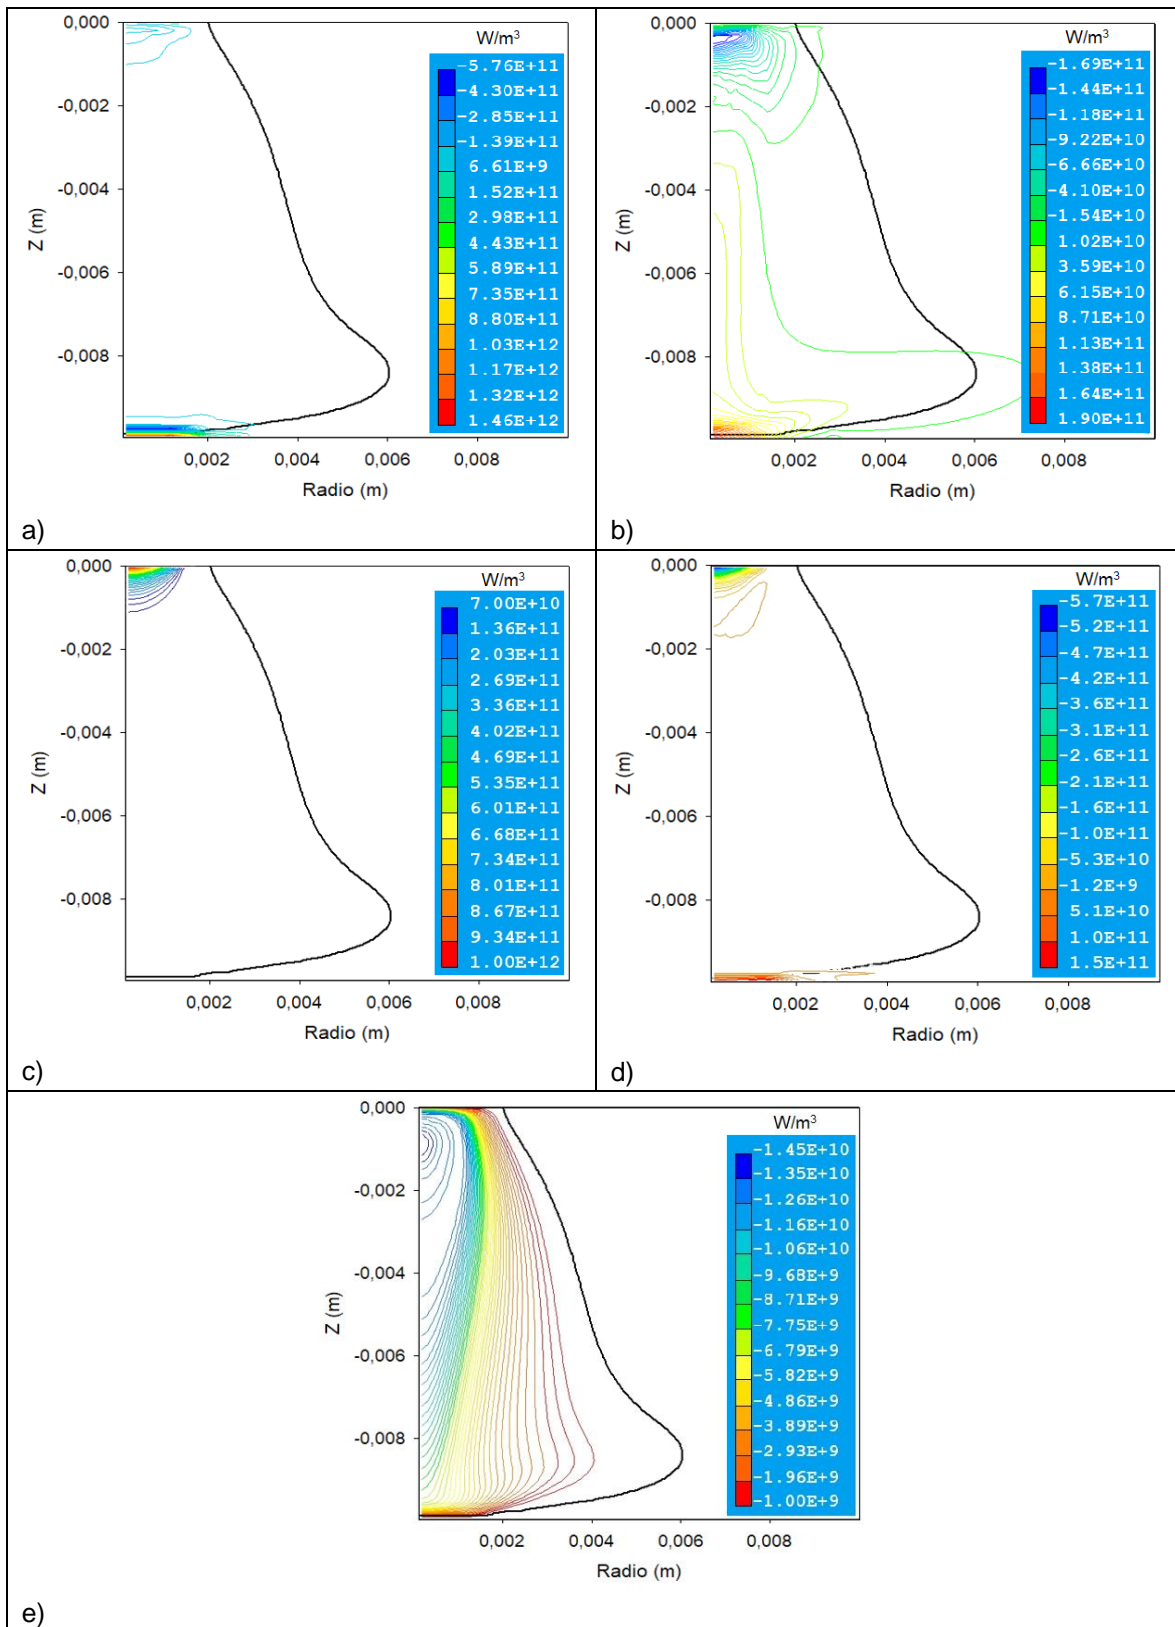 W/m³
0,000
-0,002
-0,004
-0,006
-0,008
Z (m)
0,002 0,004 0,006 0,008
Radio (m)
-5.76E+11
-4.30E+11
-2.85E+11
-1.39E+11
6.61E+9
1.52E+11
2.98E+11
4.43E+11
5.89E+11
7.35E+11
8.80E+11
1.03E+12
1.17E+12
1.32E+12
1.46E+12
a)
W/m³
0,000
-0,002
-0,004
-0,006
-0,008
Z (m)
0,002 0,004 0,006 0,008
Radio (m)
-1.69E+11
-1.44E+11
-1.18E+11
-9.22E+10
-6.66E+10
-4.10E+10
-1.54E+10
1.02E+10
3.59E+10
6.15E+10
8.71E+10
1.13E+11
1.38E+11
1.64E+11
1.90E+11
b)
W/m³
0,000
-0,002
-0,004
-0,006
-0,008
Z (m)
0,002 0,004 0,006 0,008
Radio (m)
7.00E+10
1.36E+11
2.03E+11
2.69E+11
3.36E+11
4.02E+11
4.69E+11
5.35E+11
6.01E+11
6.68E+11
7.34E+11
8.01E+11
8.67E+11
9.34E+11
1.00E+12
c)
W/m³
0,000
-0,002
-0,004
-0,006
-0,008
Z (m)
0,002 0,004 0,006 0,008
Radio (m)
-5.7E+11
-5.2E+11
-4.7E+11
-4.2E+11
-3.6E+11
-3.1E+11
-2.6E+11
-2.1E+11
-1.6E+11
-1.0E+11
-5.3E+10
-1.2E+9
5.1E+10
1.0E+11
1.5E+11
d)
W/m³
0,000
-0,002
-0,004
-0,006
-0,008
Z (m)
0,002 0,004 0,006 0,008
Radio (m)
-1.45E+10
-1.35E+10
-1.26E+10
-1.16E+10
-1.06E+10
-9.68E+9
-8.71E+9
-7.75E+9
-6.79E+9
-5.82E+9
-4.86E+9
-3.89E+9
-2.93E+9
-1.96E+9
-1.00E+9
e)